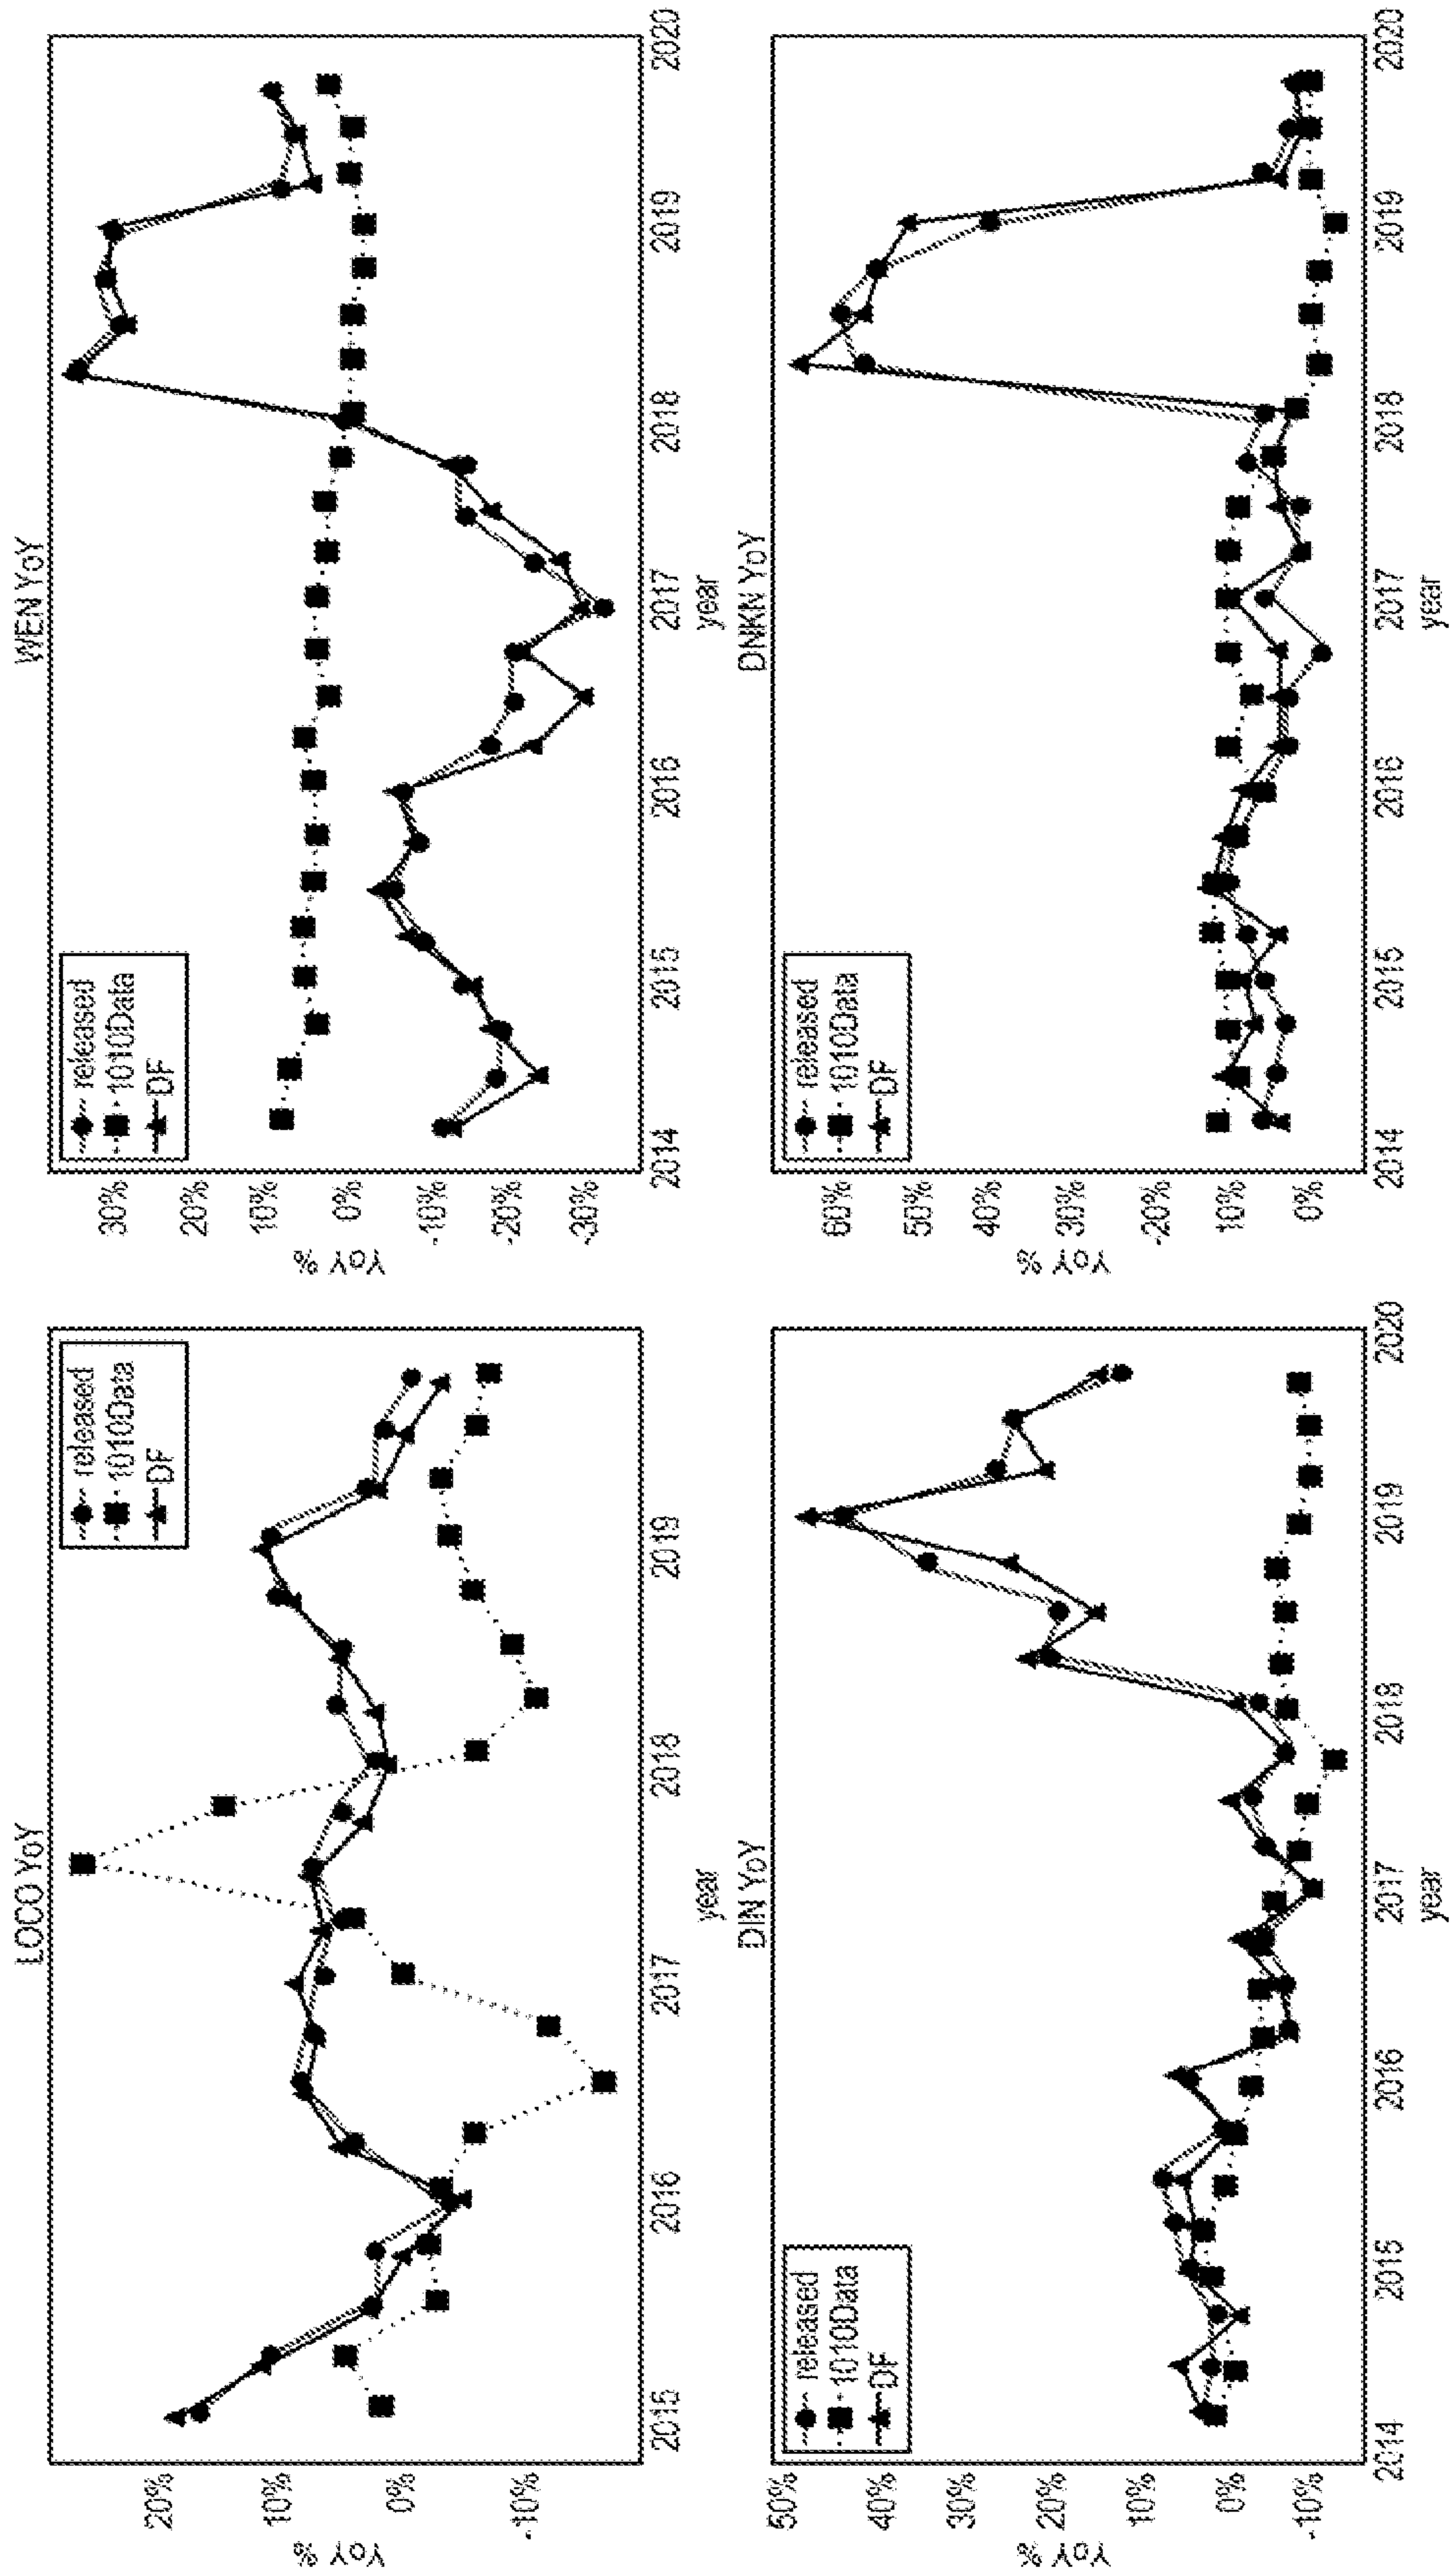 LOCO YoY
YoY %
20%
10%
0%
-10%
released
1010Data
DF
2015
2016
2017
2018
2019
year
WEN YoY
YoY %
30%
20%
10%
0%
-10%
-20%
-30%
released
1010Data
DF
2014
2015
2016
2017
2018
2019
2020
year
DIN YoY
YoY %
50%
40%
30%
20%
10%
0%
-10%
released
1010Data
DF
2014
2015
2016
2017
2018
2019
2020
year
DNKN YoY
YoY %
60%
50%
40%
30%
20%
10%
0%
released
1010Data
DF
2014
2015
2016
2017
2018
2019
2020
year